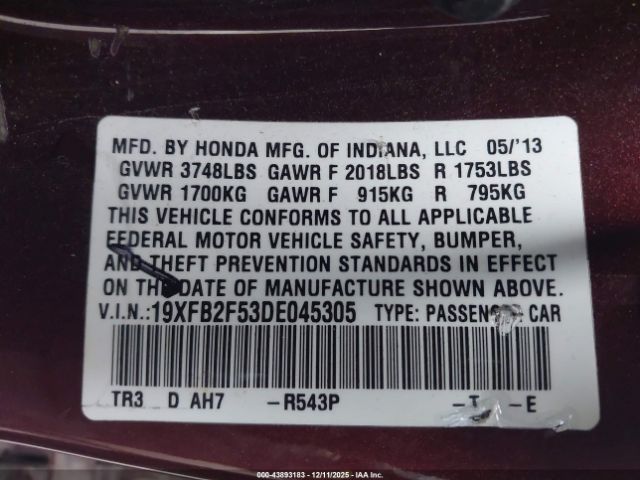 MFD. BY HONDA MFG. OF INDIANA, LLC 05/'13
GVWR 3748LBS GAWR F 2018LBS R 1753LBS
GVWR 1700KG GAWR F 915KG R 795KG
THIS VEHICLE CONFORMS TO ALL APPLICABLE
FEDERAL MOTOR VEHICLE SAFETY, BUMPER,
AND THEFT PREVENTION STANDARDS IN EFFECT
ON THE DATE OF MANUFACTURE SHOWN ABOVE.
V.I.N.:19XFB2F53DE045305 TYPE: PASSENGER CAR
TR3 D AH7 -R543P -T -E
00-43893183 - 12/11/2025 - IAA Inc.